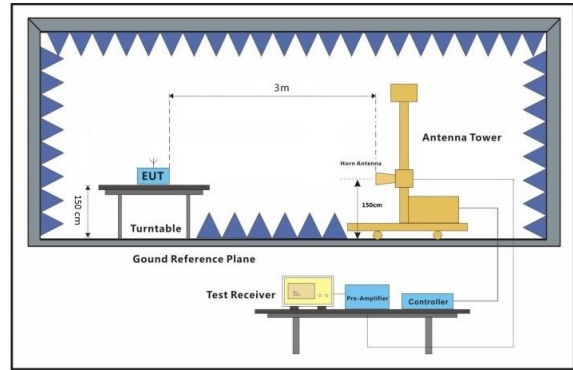 3m
Antenna Tower
Horn Antenna
EUT
150 cm
150cm
Turntable
Gound Reference Plane
Test Receiver
Pre-Amplifier
Controller